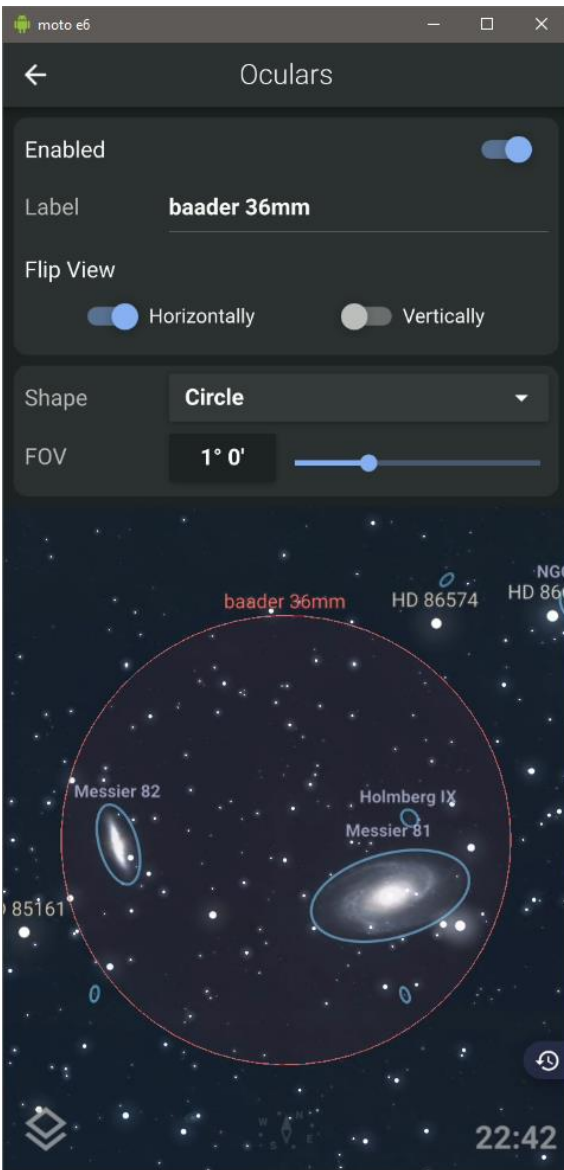 moto e6
Oculars
Enabled
Label baader 36mm
Flip View
Horizontally Vertically
Shape Circle
FOV 1° 0'
baader 36mm
HD 86574
Messier 82
Holmberg IX
Messier 81
85161
W N
S E
22:42